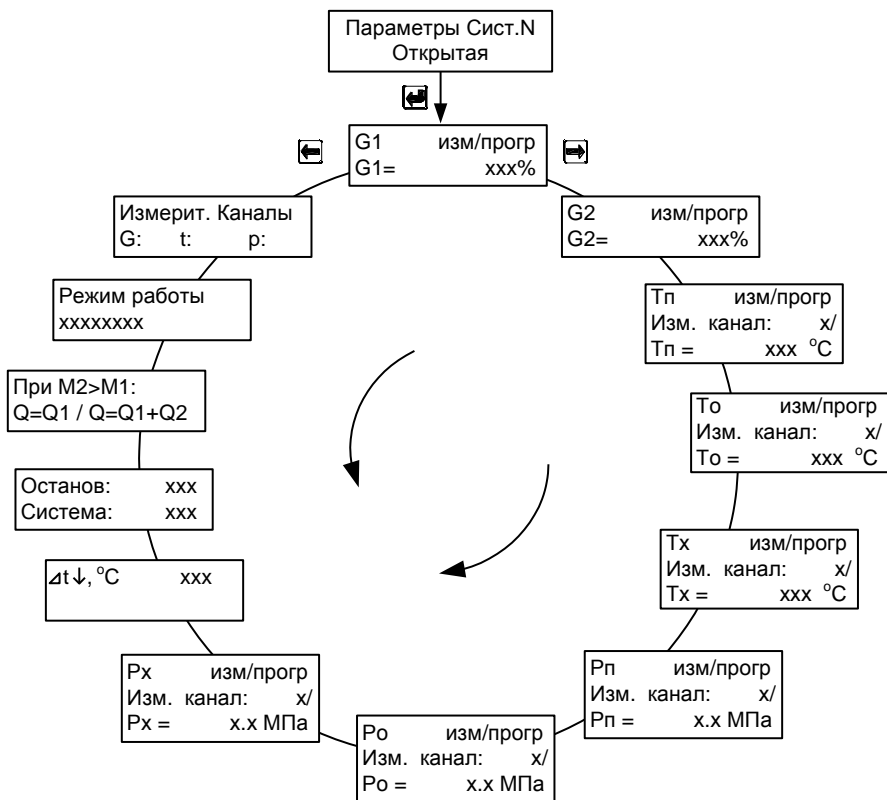 Параметры Сист.N
Открытая
G1 изм/прогр
G1= xxx%
G2 изм/прогр
G2= xxx%
Тп изм/прогр
Изм. канал: x/
Тп = xxx °C
То изм/прогр
Изм. канал: x/
То = xxx °C
Тх изм/прогр
Изм. канал: x/
Тх = xxx °C
Рп изм/прогр
Изм. канал: x/
Рп = x.x МПа
Ро изм/прогр
Изм. канал: x/
Ро = x.x МПа
Рх изм/прогр
Изм. канал: x/
Рх = x.x МПа
⊿t↓, °C xxx
Останов: xxx
Система: xxx
При M2>M1:
Q=Q1 / Q=Q1+Q2
Режим работы
xxxxxxxx
Измерит. Каналы
G: t: p: